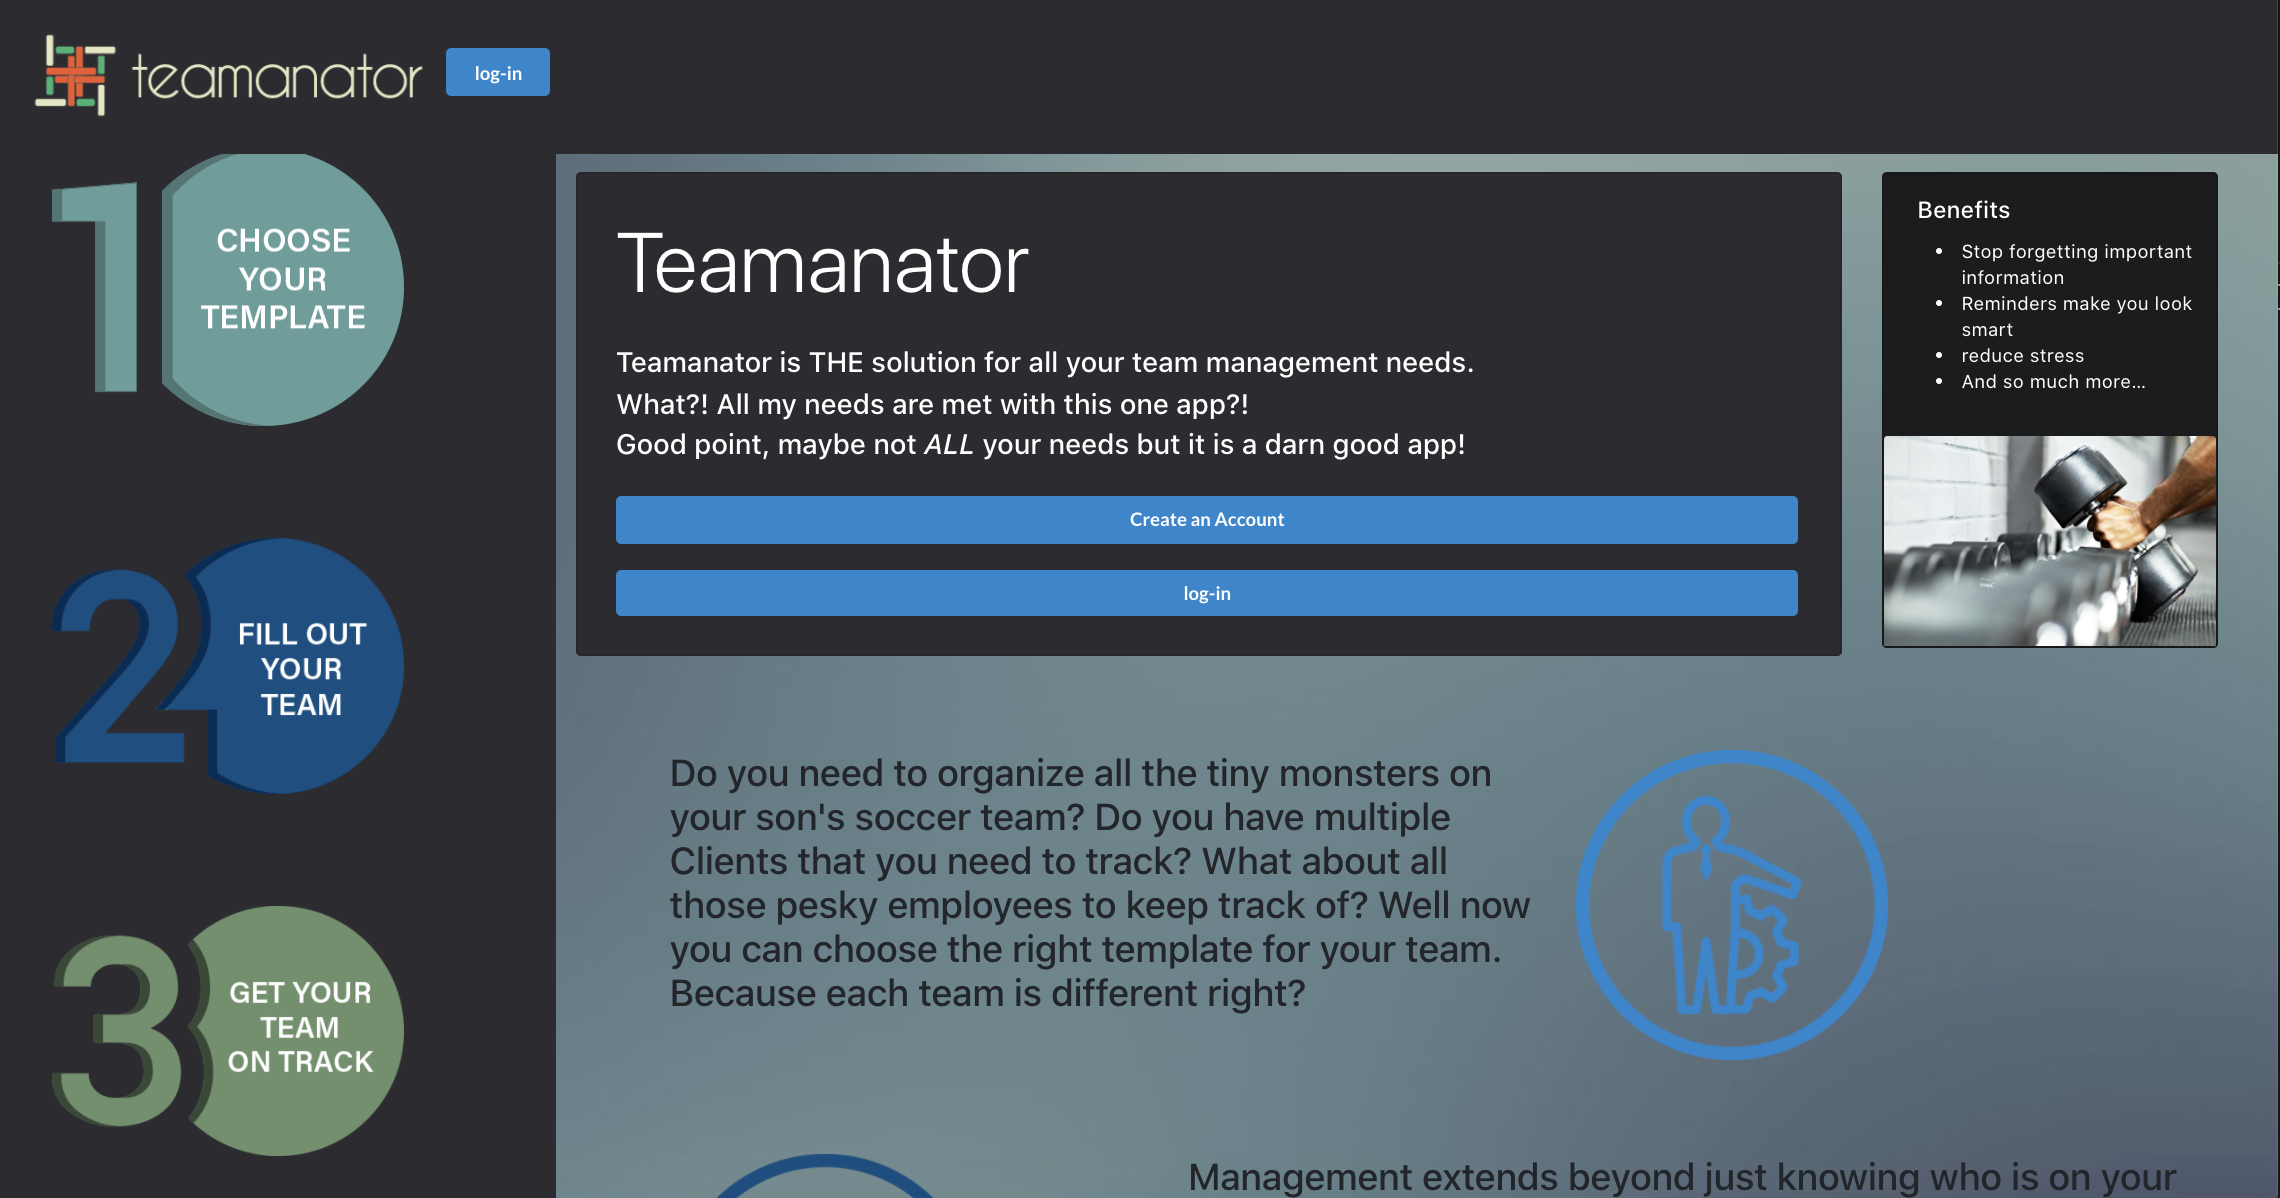 teamanator
log-in
1
CHOOSE
YOUR
TEMPLATE
2
FILL OUT
YOUR
TEAM
3
GET YOUR
TEAM
ON TRACK
Teamanator
Teamanator is THE solution for all your team management needs.
What?! All my needs are met with this one app?!
Good point, maybe not ALL your needs but it is a darn good app!
Create an Account
log-in
Benefits
• Stop forgetting important
information
• Reminders make you look
smart
• reduce stress
• And so much more...
Do you need to organize all the tiny monsters on
your son's soccer team? Do you have multiple
Clients that you need to track? What about all
those pesky employees to keep track of? Well now
you can choose the right template for your team.
Because each team is different right?
Management extends beyond just knowing who is on your